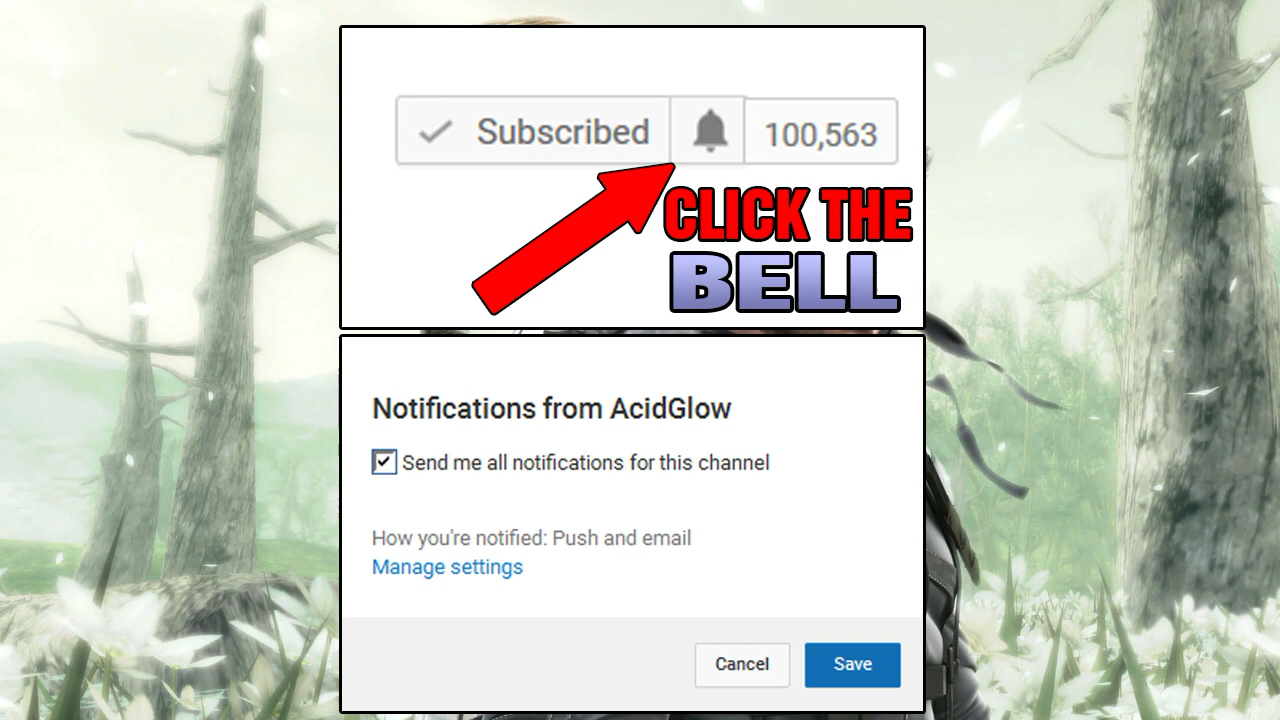 Subscribed 100,563
CLICK THE
BELL
Notifications from AcidGlow
Send me all notifications for this channel
How you're notified: Push and email
Manage settings
Cancel Save